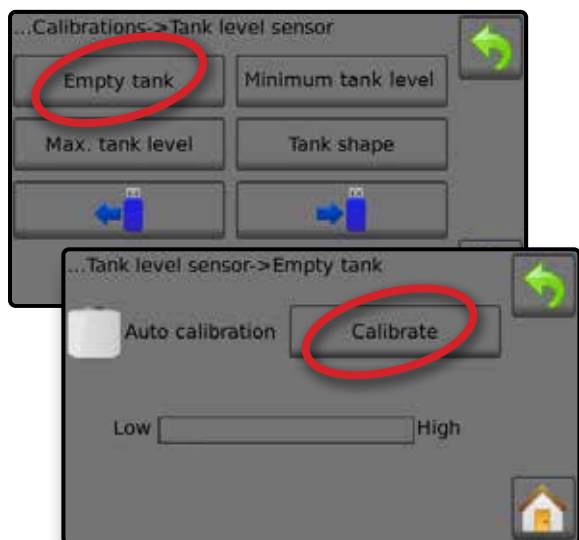 ...Calibrations->Tank level sensor
Empty tank
Minimum tank level
Max. tank level
Tank shape
...Tank level sensor->Empty tank
Auto calibration
Calibrate
Low
High